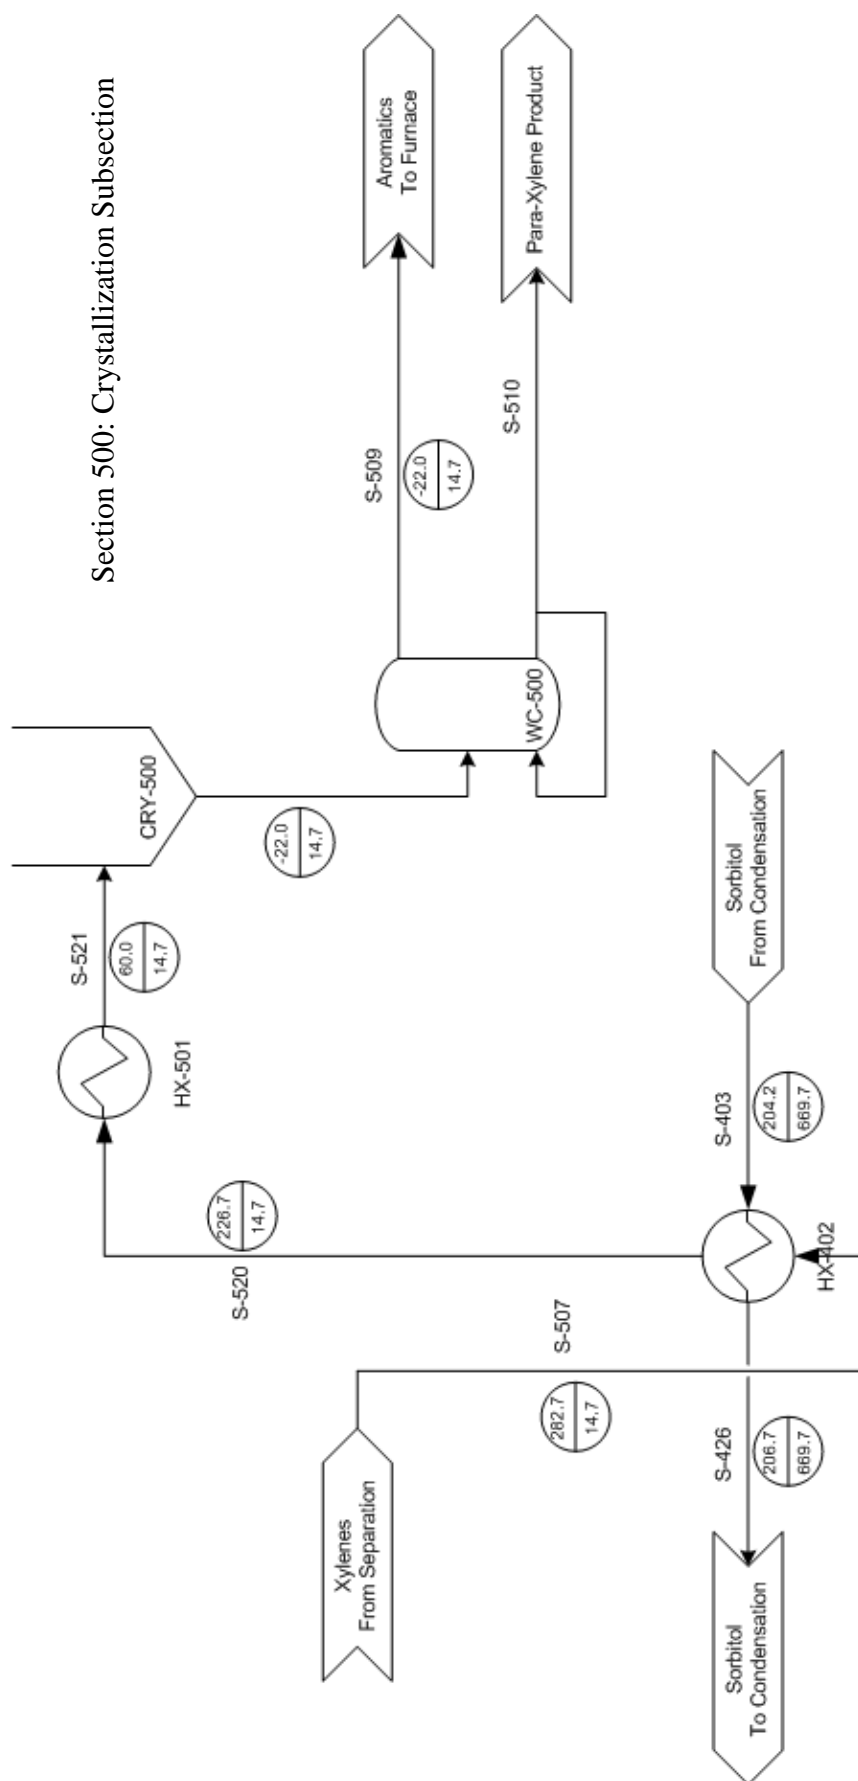 Section 500: Crystallization Subsection
Xylenes
From Separation
S-507
282.7
14.7
Sorbitol
From Condensation
S-403
204.2
669.7
HX-402
S-426
206.7
669.7
Sorbitol
To Condensation
S-520
226.7
14.7
HX-501
S-521
60.0
14.7
CRY-500
-22.0
14.7
WC-500
S-509
-22.0
14.7
Aromatics
To Furnace
S-510
Para-Xylene Product